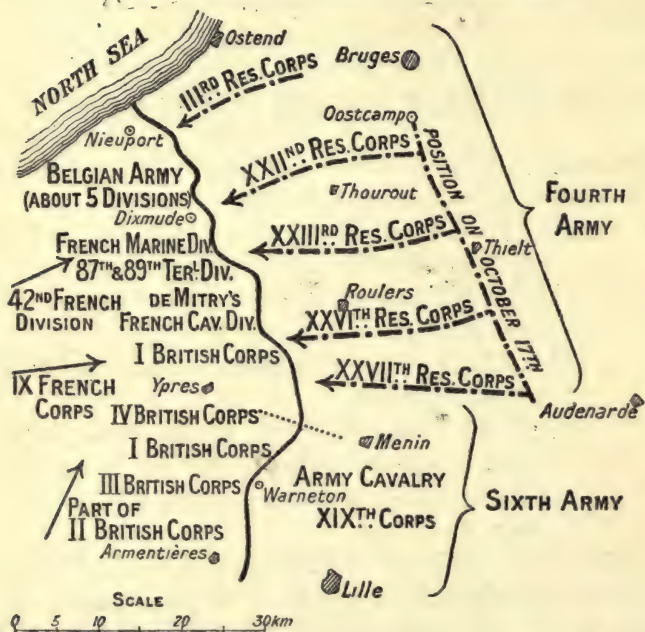 NORTH SEA
Ostend
Bruges
IIIRD RES. CORPS
Oostcamp
Nieuport
XXIIND RES. CORPS
BELGIAN ARMY
(ABOUT 5 DIVISIONS)
Thourout
POSITION ON OCTOBER 17TH
FOURTH
ARMY
Dixmude
XXIIIRD RES. CORPS
Thielt
FRENCH MARINE DIV.
87TH & 89TH TERL. DIV.
42ND FRENCH
DIVISION
DE MITRY'S
FRENCH CAV. DIV.
Roulers
XXVITH RES. CORPS
I BRITISH CORPS
XXVIITH RES. CORPS
IX FRENCH
CORPS
Ypres
Audenarde
IV BRITISH CORPS
Menin
I BRITISH CORPS
III BRITISH CORPS
Warneton
ARMY CAVALRY
XIXTH CORPS
SIXTH ARMY
PART OF
II BRITISH CORPS
Armentières
Lille
SCALE
0 5 10 20 30km